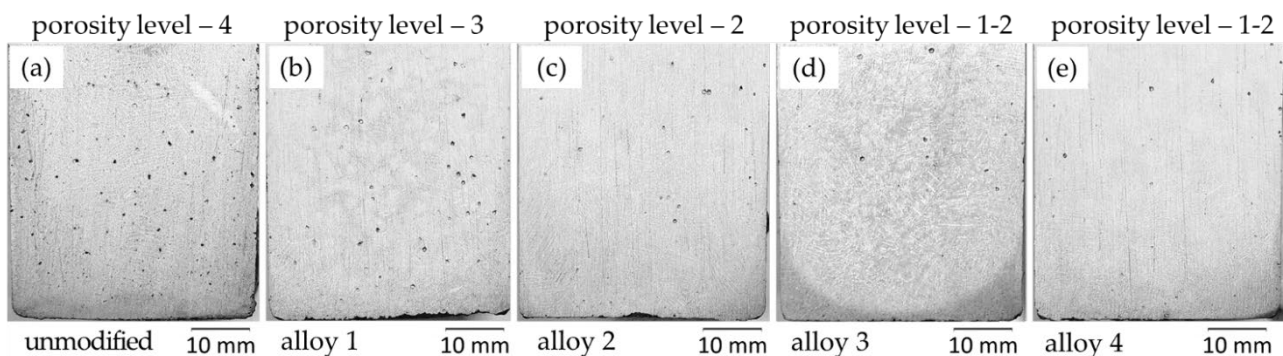 porosity level – 4 porosity level – 3 porosity level – 2 porosity level – 1-2 porosity level – 1-2
(a) (b) (c) (d) (e)
unmodified 10 mm alloy 1 10 mm alloy 2 10 mm alloy 3 10 mm alloy 4 10 mm